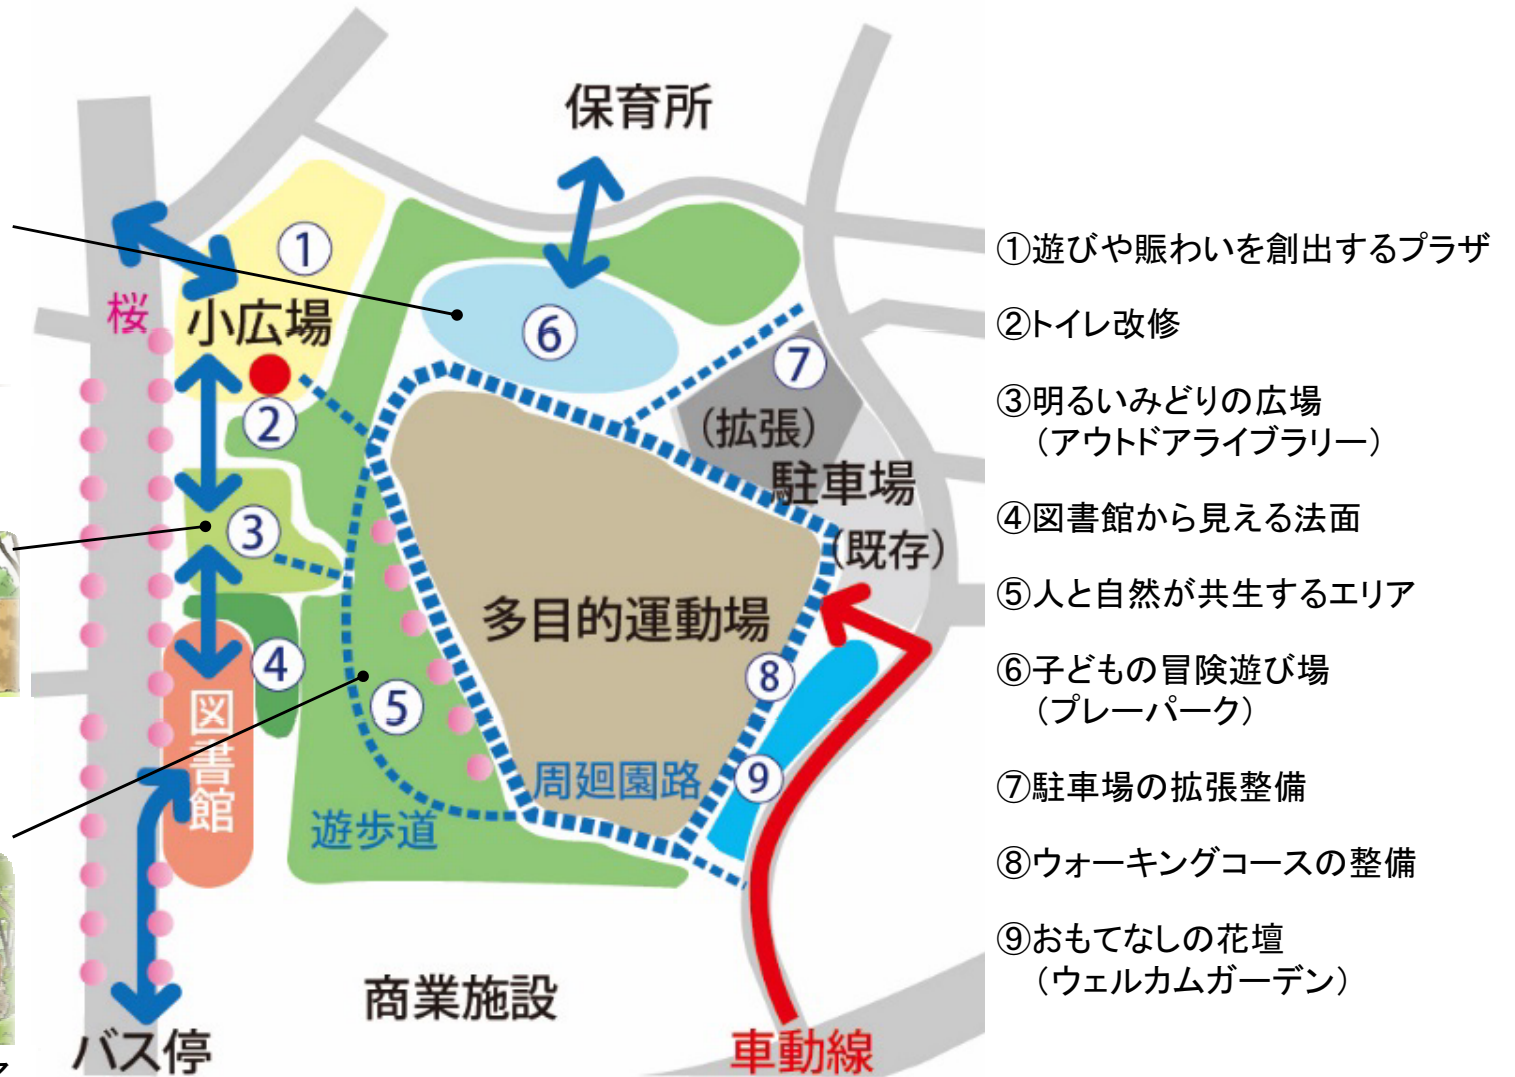 保育所
①
桜
小広場
⑥
⑦
②
(拡張)
駐車場
③
(既存)
多目的運動場
④
⑧
⑤
図書館
周廻園路
⑨
遊歩道
商業施設
バス停
車動線
①遊びや賑わいを創出するプラザ
②トイレ改修
③明るいみどりの広場
（アウトドアライブラリー）
④図書館から見える法面
⑤人と自然が共生するエリア
⑥子どもの冒険遊び場
（プレーパーク）
⑦駐車場の拡張整備
⑧ウォーキングコースの整備
⑨おもてなしの花壇
（ウェルカムガーデン）